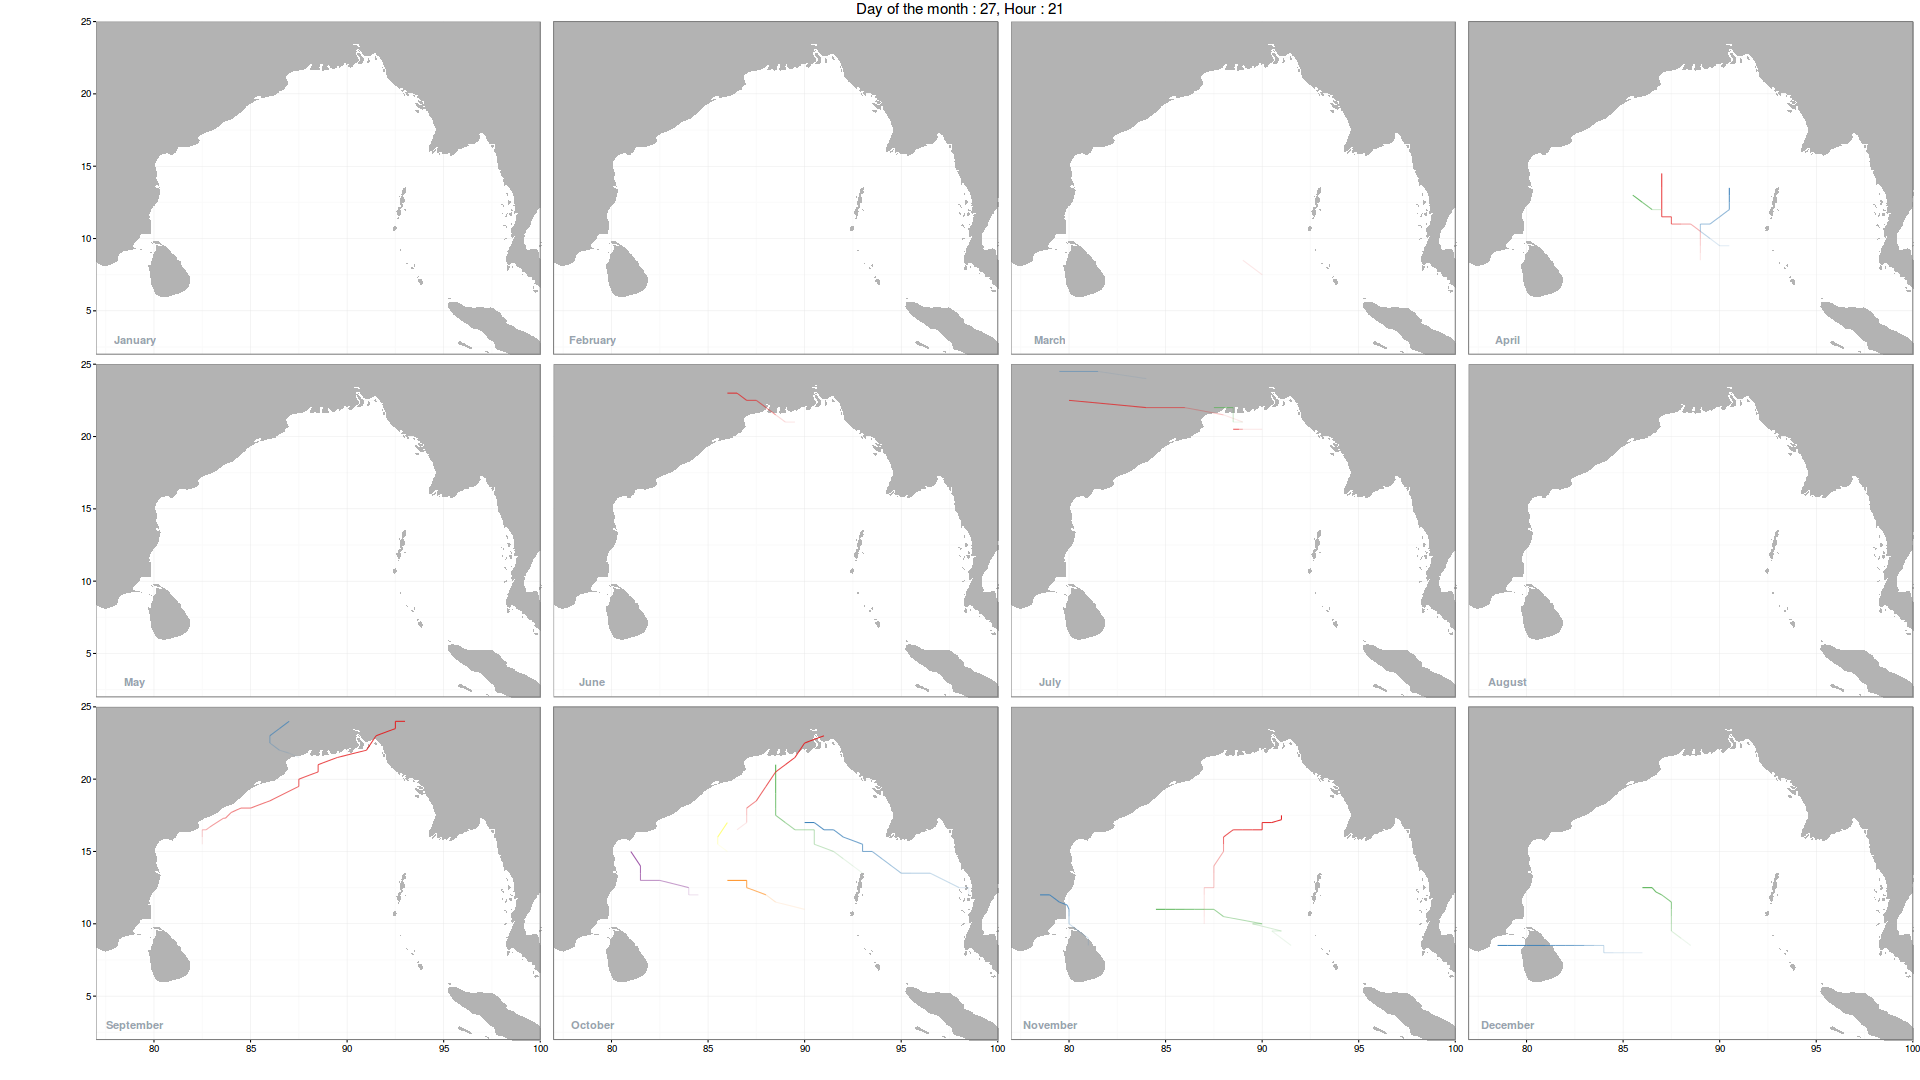 Day of the month : 27, Hour : 21
25
20
15
10
5
January
February
March
April
25
20
15
10
5
May
June
July
August
25
20
15
10
5
September
October
November
December
80 85 90 95 100 80 85 90 95 100 80 85 90 95 100 80 85 90 95 100